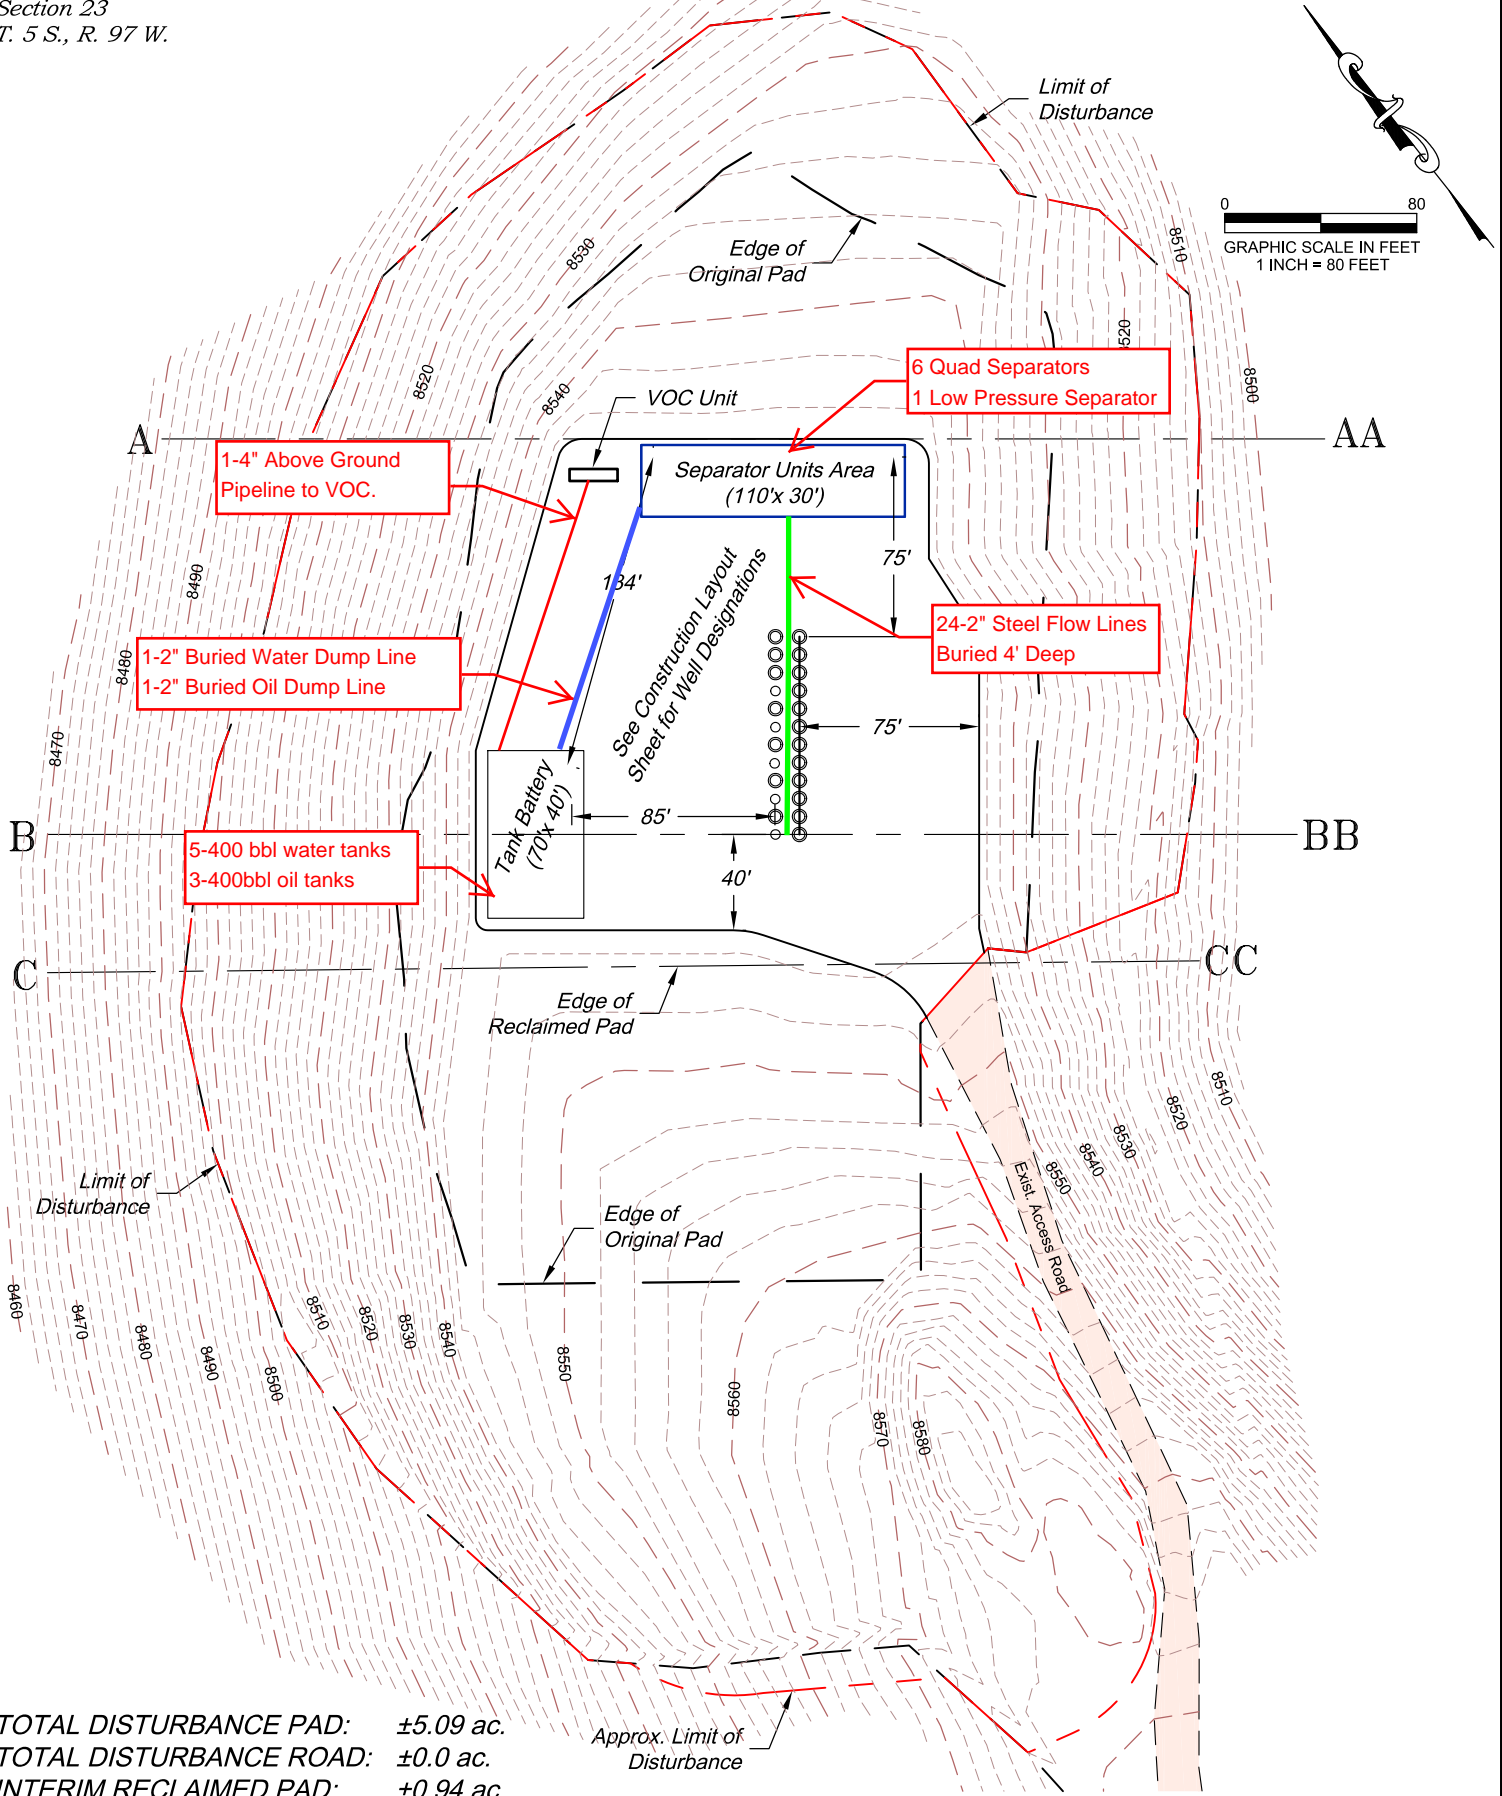 Section 23
T. 5 S., R. 97 W.
Limit of
Disturbance
0 80
GRAPHIC SCALE IN FEET
1 INCH = 80 FEET
8510
8530
Edge of
Original Pad
8520
8500
8520
8540
VOC Unit
6 Quad Separators
1 Low Pressure Separator
A AA
1-4" Above Ground
Pipeline to VOC.
Separator Units Area
(110'x 30')
75'
184'
8490
See Construction Layout
Sheet for Well Designations
24-2" Steel Flow Lines
Buried 4' Deep
8480
1-2" Buried Water Dump Line
1-2" Buried Oil Dump Line
8470
75'
Tank Battery
(70'x 40')
85'
B BB
5-400 bbl water tanks
3-400bbl oil tanks
40'
C CC
Edge of
Reclaimed Pad
8510
8520
8530
8540
8550
Exist. Access Road
Limit of
Disturbance
Edge of
Original Pad
8460
8470
8480
8490
8500
8510
8520
8530
8540
8550
8560
8570
8580
TOTAL DISTURBANCE PAD: ±5.09 ac.
TOTAL DISTURBANCE ROAD: ±0.0 ac.
INTERIM RECLAIMED PAD: ±0.94 ac.
Approx. Limit of
Disturbance